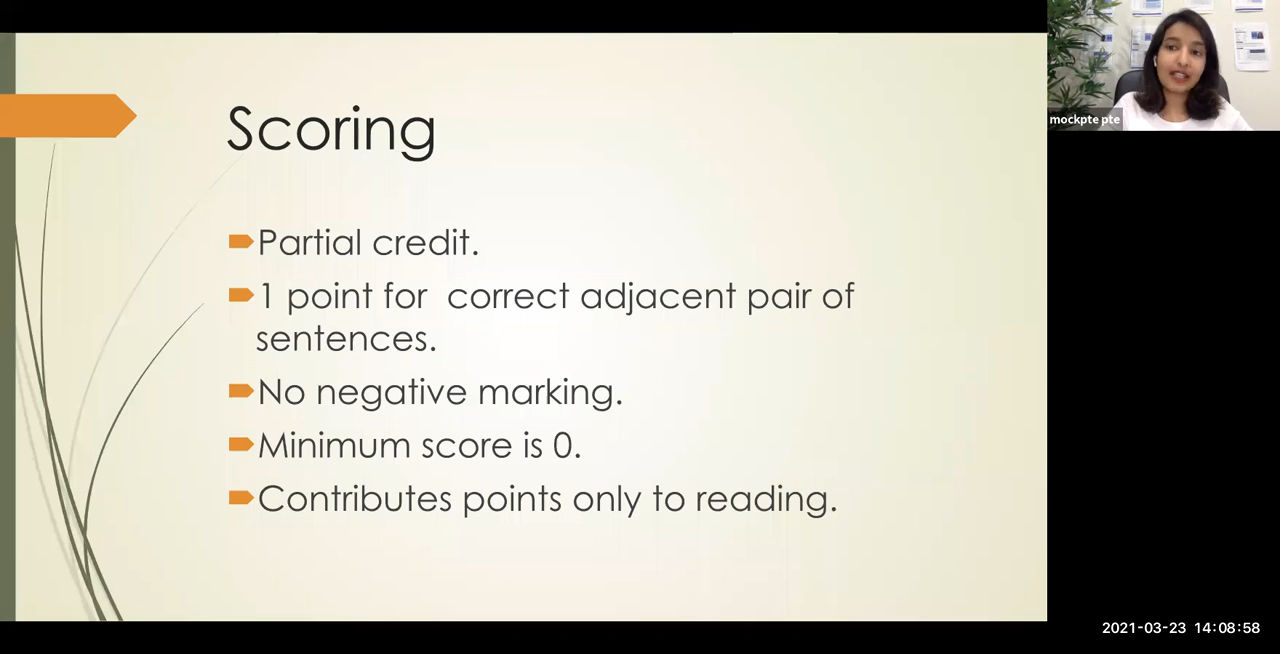 Scoring
Partial credit.
1 point for correct adjacent pair of
sentences.
No negative marking.
Minimum score is 0.
Contributes points only to reading.
mockpte pte
2021-03-23 14:08:58